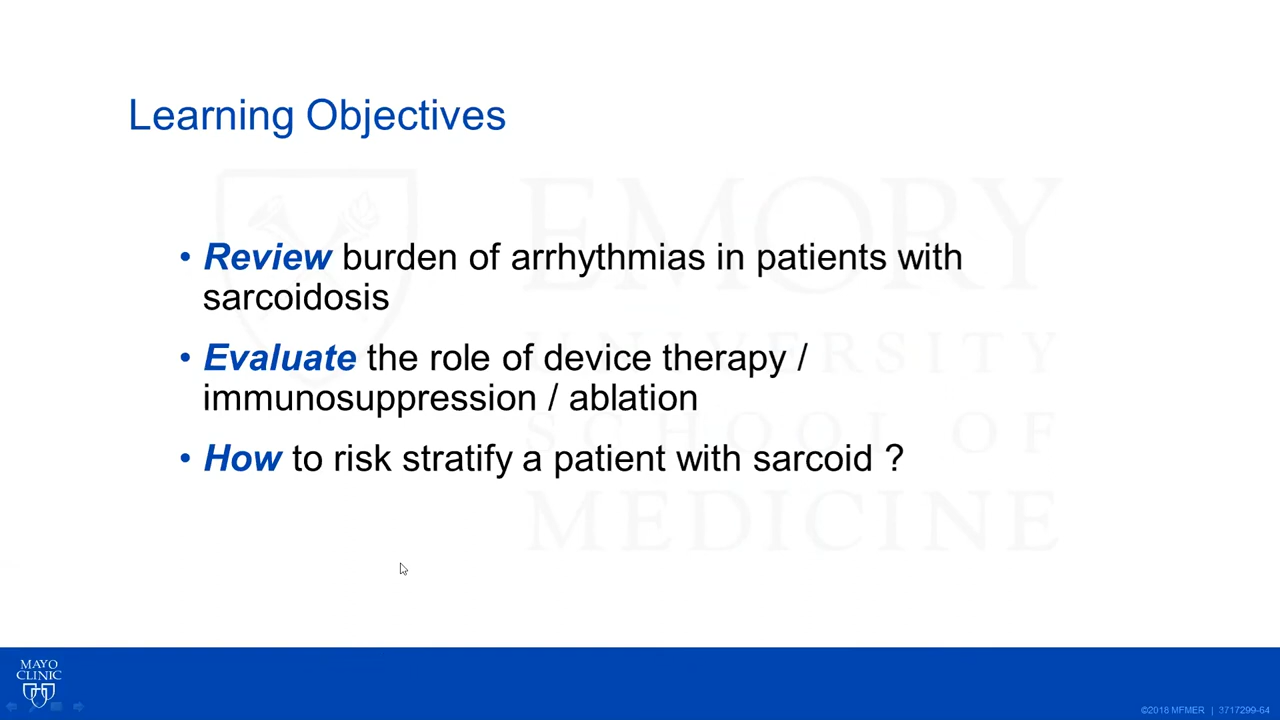 Learning Objectives
EMORY
UNIVERSITY
SCHOOL OF
MEDICINE
• Review burden of arrhythmias in patients with
sarcoidosis
• Evaluate the role of device therapy /
immunosuppression / ablation
• How to risk stratify a patient with sarcoid ?
MAYO
CLINIC
©2018 MFMER | 3717299-64